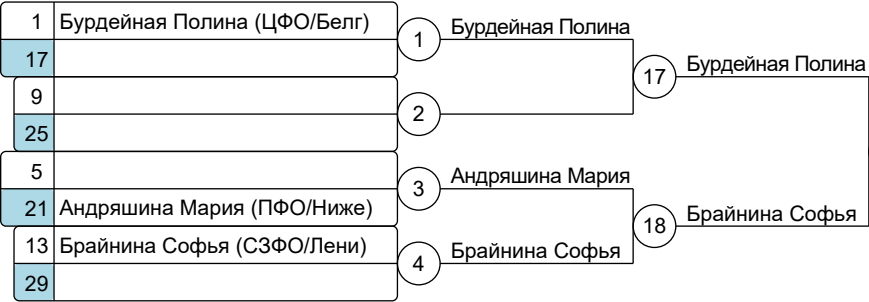 1 Бурдейная Полина (ЦФО/Белг)
17
1
Бурдейная Полина
9
25
2
17
Бурдейная Полина
5
21 Андряшина Мария (ПФО/Ниже)
3
Андряшина Мария
13 Брайнина Софья (СЗФО/Лени)
29
4
Брайнина Софья
18
Брайнина Софья